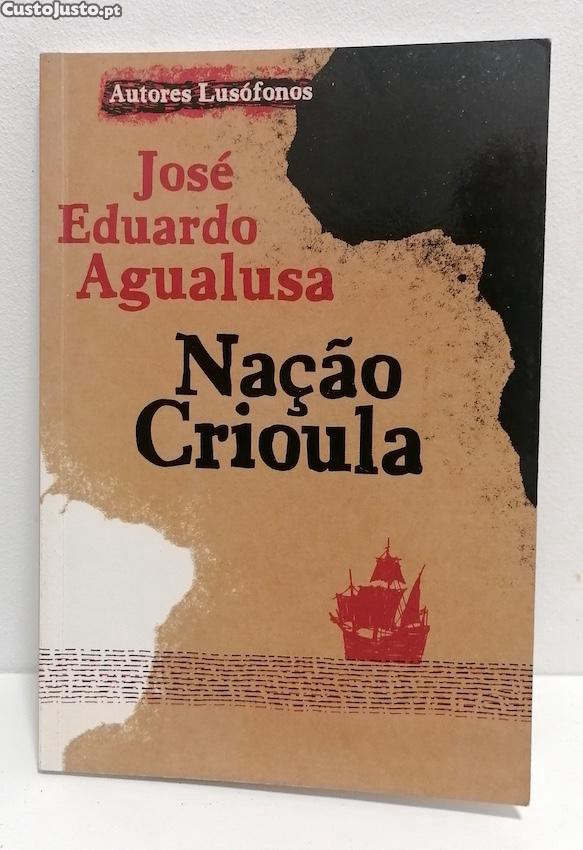 CustoJusto.pt
Autores Lusófonos
José
Eduardo
Agualusa
Nação
Crioula